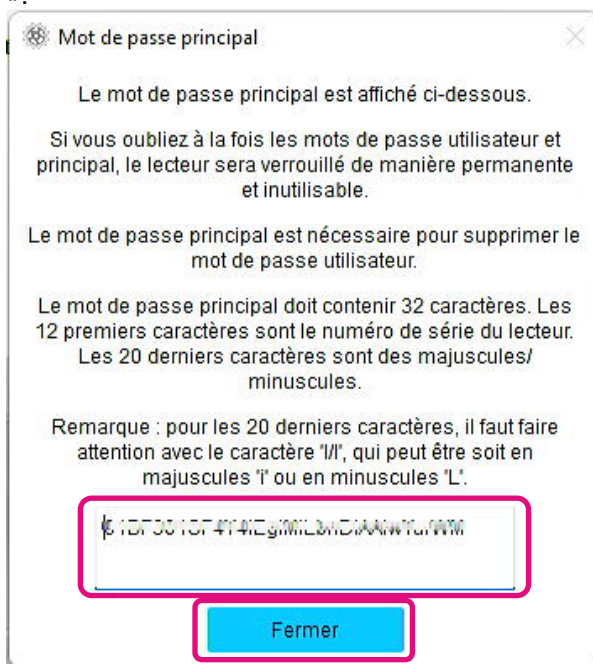 Mot de passe principal
Le mot de passe principal est affiché ci-dessous.
Si vous oubliez à la fois les mots de passe utilisateur et
principal, le lecteur sera verrouillé de manière permanente
et inutilisable.
Le mot de passe principal est nécessaire pour supprimer le
mot de passe utilisateur.
Le mot de passe principal doit contenir 32 caractères. Les
12 premiers caractères sont le numéro de série du lecteur.
Les 20 derniers caractères sont des majuscules/
minuscules.
Remarque : pour les 20 derniers caractères, il faut faire
attention avec le caractère 'I/l', qui peut être soit en
majuscules 'i' ou en minuscules 'L'.
Fermer